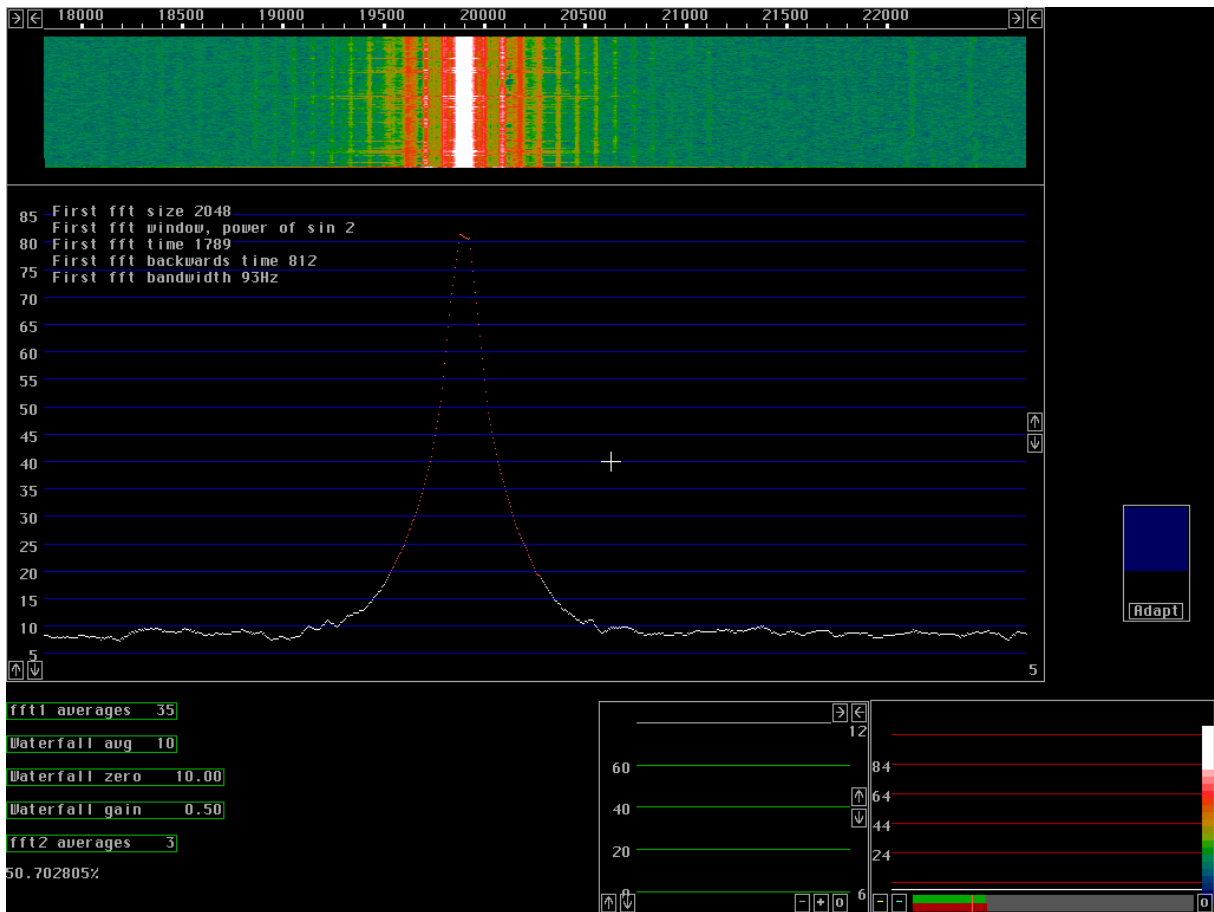 18000 18500 19000 19500 20000 20500 21000 21500 22000
85
First fft size 2048
First fft window, power of sin 2
80
First fft time 1789
First fft backwards time 812
75
First fft bandwidth 93Hz
70
65
60
55
50
45
40
35
30
25
20
15
10
5
5
Adapt
fft1 averages 35
Waterfall avg 10
Waterfall zero 10.00
Waterfall gain 0.50
fft2 averages 3
50.702805%
12
60
40
20
0
6
- + o
84
64
44
24
- -
o